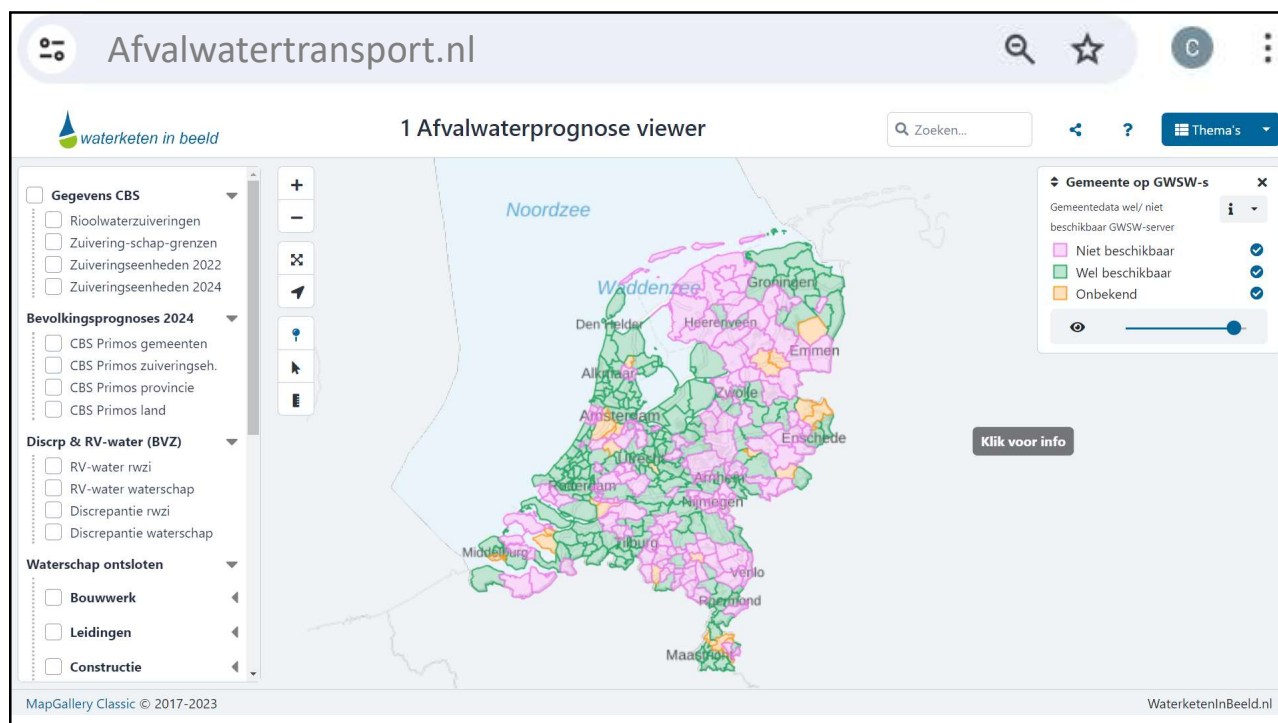 Afvalwatertransport.nl
C
waterketen in beeld
1 Afvalwaterprognose viewer
Zoeken...
?
Thema's
Gegevens CBS
Rioolwaterzuiveringen
Zuivering-schap-grenzen
Zuiveringseenheden 2022
Zuiveringseenheden 2024
Bevolkingsprognoses 2024
CBS Primos gemeenten
CBS Primos zuiveringseh.
CBS Primos provincie
CBS Primos land
Discrp & RV-water (BVZ)
RV-water rwzi
RV-water waterschap
Discrepantie rwzi
Discrepantie waterschap
Waterschap ontsloten
Bouwwerk
Leidingen
Constructie
+
−
Noordzee
Waddenzee
Groningen
Den Helder
Heerenveen
Emmen
Alkmaar
Zwolle
Amsterdam
Enschede
Utrecht
Rotterdam
Arnhem
Nijmegen
Middelburg
Tilburg
Venlo
Roermond
Maastricht
Gemeente op GWSW-s
Gemeentedata wel/ niet
beschikbaar GWSW-server
i
Niet beschikbaar
Wel beschikbaar
Onbekend
Klik voor info
MapGallery Classic © 2017-2023
WaterketenInBeeld.nl